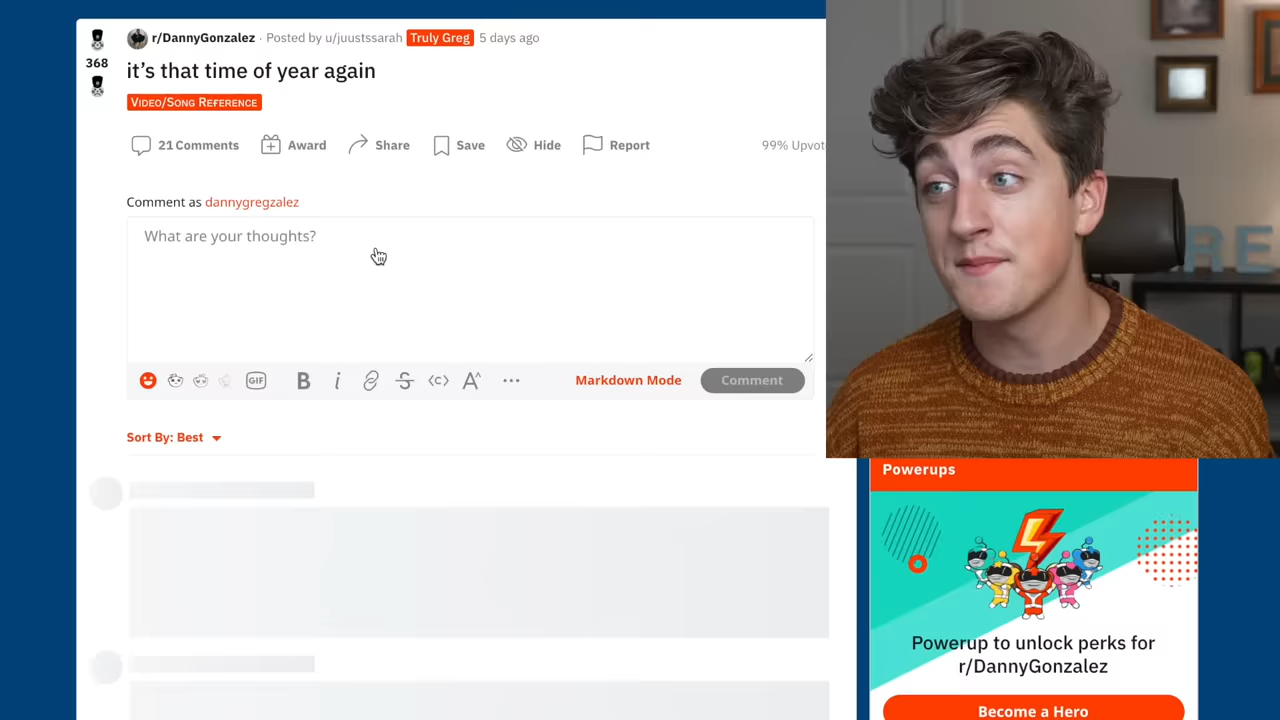 r/DannyGonzalez · Posted by u/juustssarah Truly Greg 5 days ago
368
it's that time of year again
VIDEO/SONG REFERENCE
21 Comments Award Share Save Hide Report 99% Upvot
Comment as dannygregzalez
What are your thoughts?
GIF B i <c> A^ ... Markdown Mode Comment
Sort By: Best
RE
Powerups
Powerup to unlock perks for
r/DannyGonzalez
Become a Hero